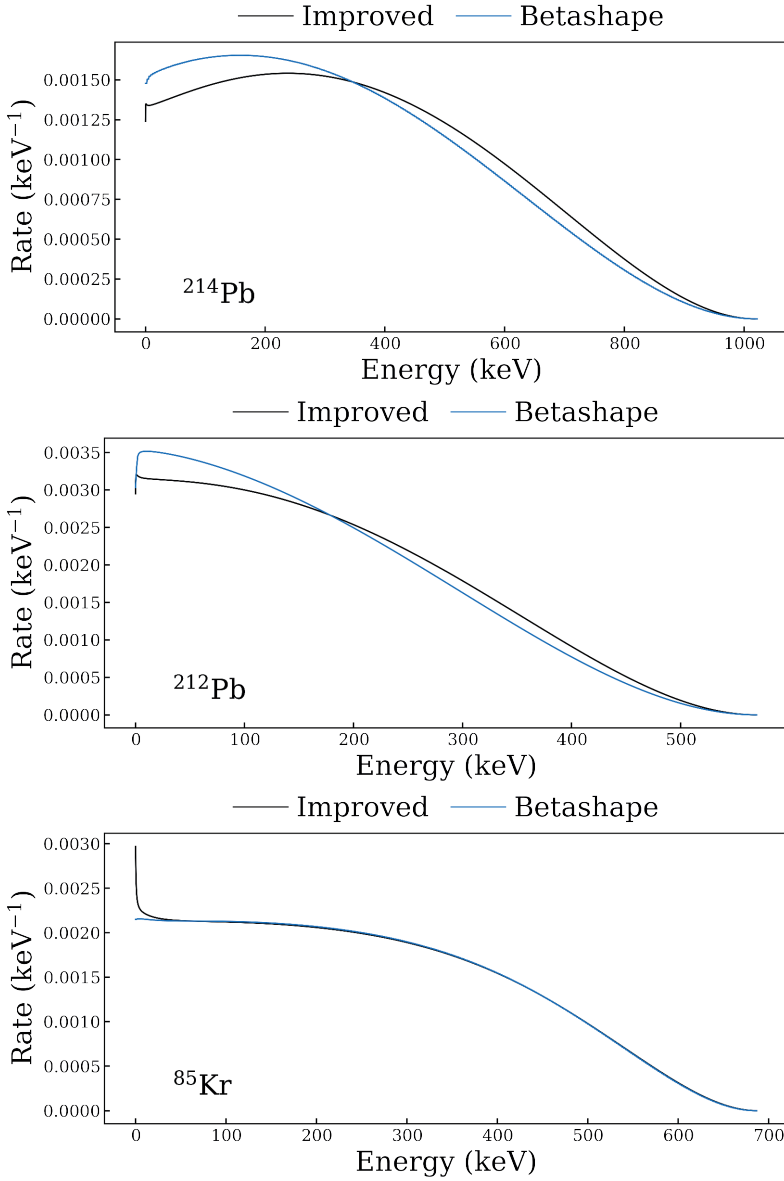 Improved Betashape
0.00150
0.00125
0.00100
0.00075
0.00050
0.00025
0.00000
Rate (keV⁻¹)
²¹⁴Pb
0 200 400 600 800 1000
Energy (keV)
Improved Betashape
0.0035
0.0030
0.0025
0.0020
0.0015
0.0010
0.0005
0.0000
Rate (keV⁻¹)
²¹²Pb
0 100 200 300 400 500
Energy (keV)
Improved Betashape
0.0030
0.0025
0.0020
0.0015
0.0010
0.0005
0.0000
Rate (keV⁻¹)
⁸⁵Kr
0 100 200 300 400 500 600 700
Energy (keV)